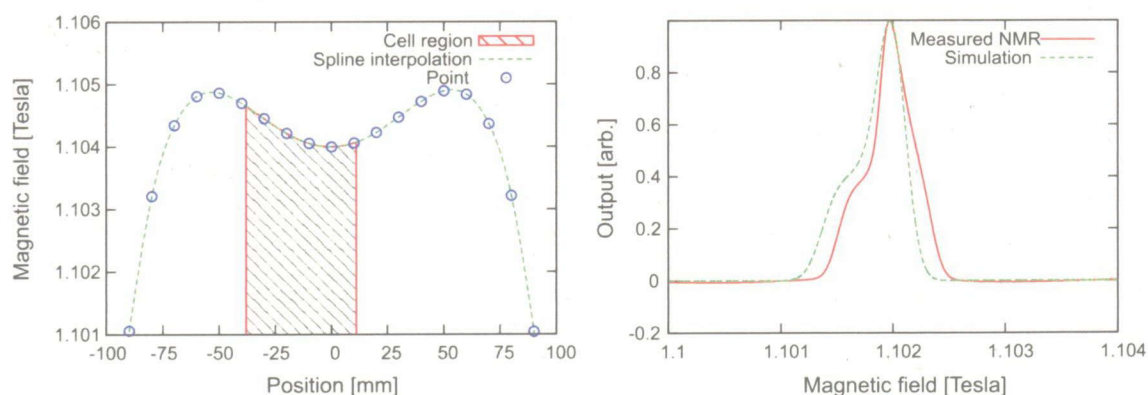 1.106
1.105
1.104
1.103
1.102
1.101
Magnetic field [Tesla]
Cell region
Spline interpolation
Point
-100 -75 -50 -25 0 25 50 75 100
Position [mm]
0.8
0.6
0.4
0.2
0
-0.2
Output [arb.]
Measured NMR
Simulation
1.1 1.101 1.102 1.103 1.104
Magnetic field [Tesla]